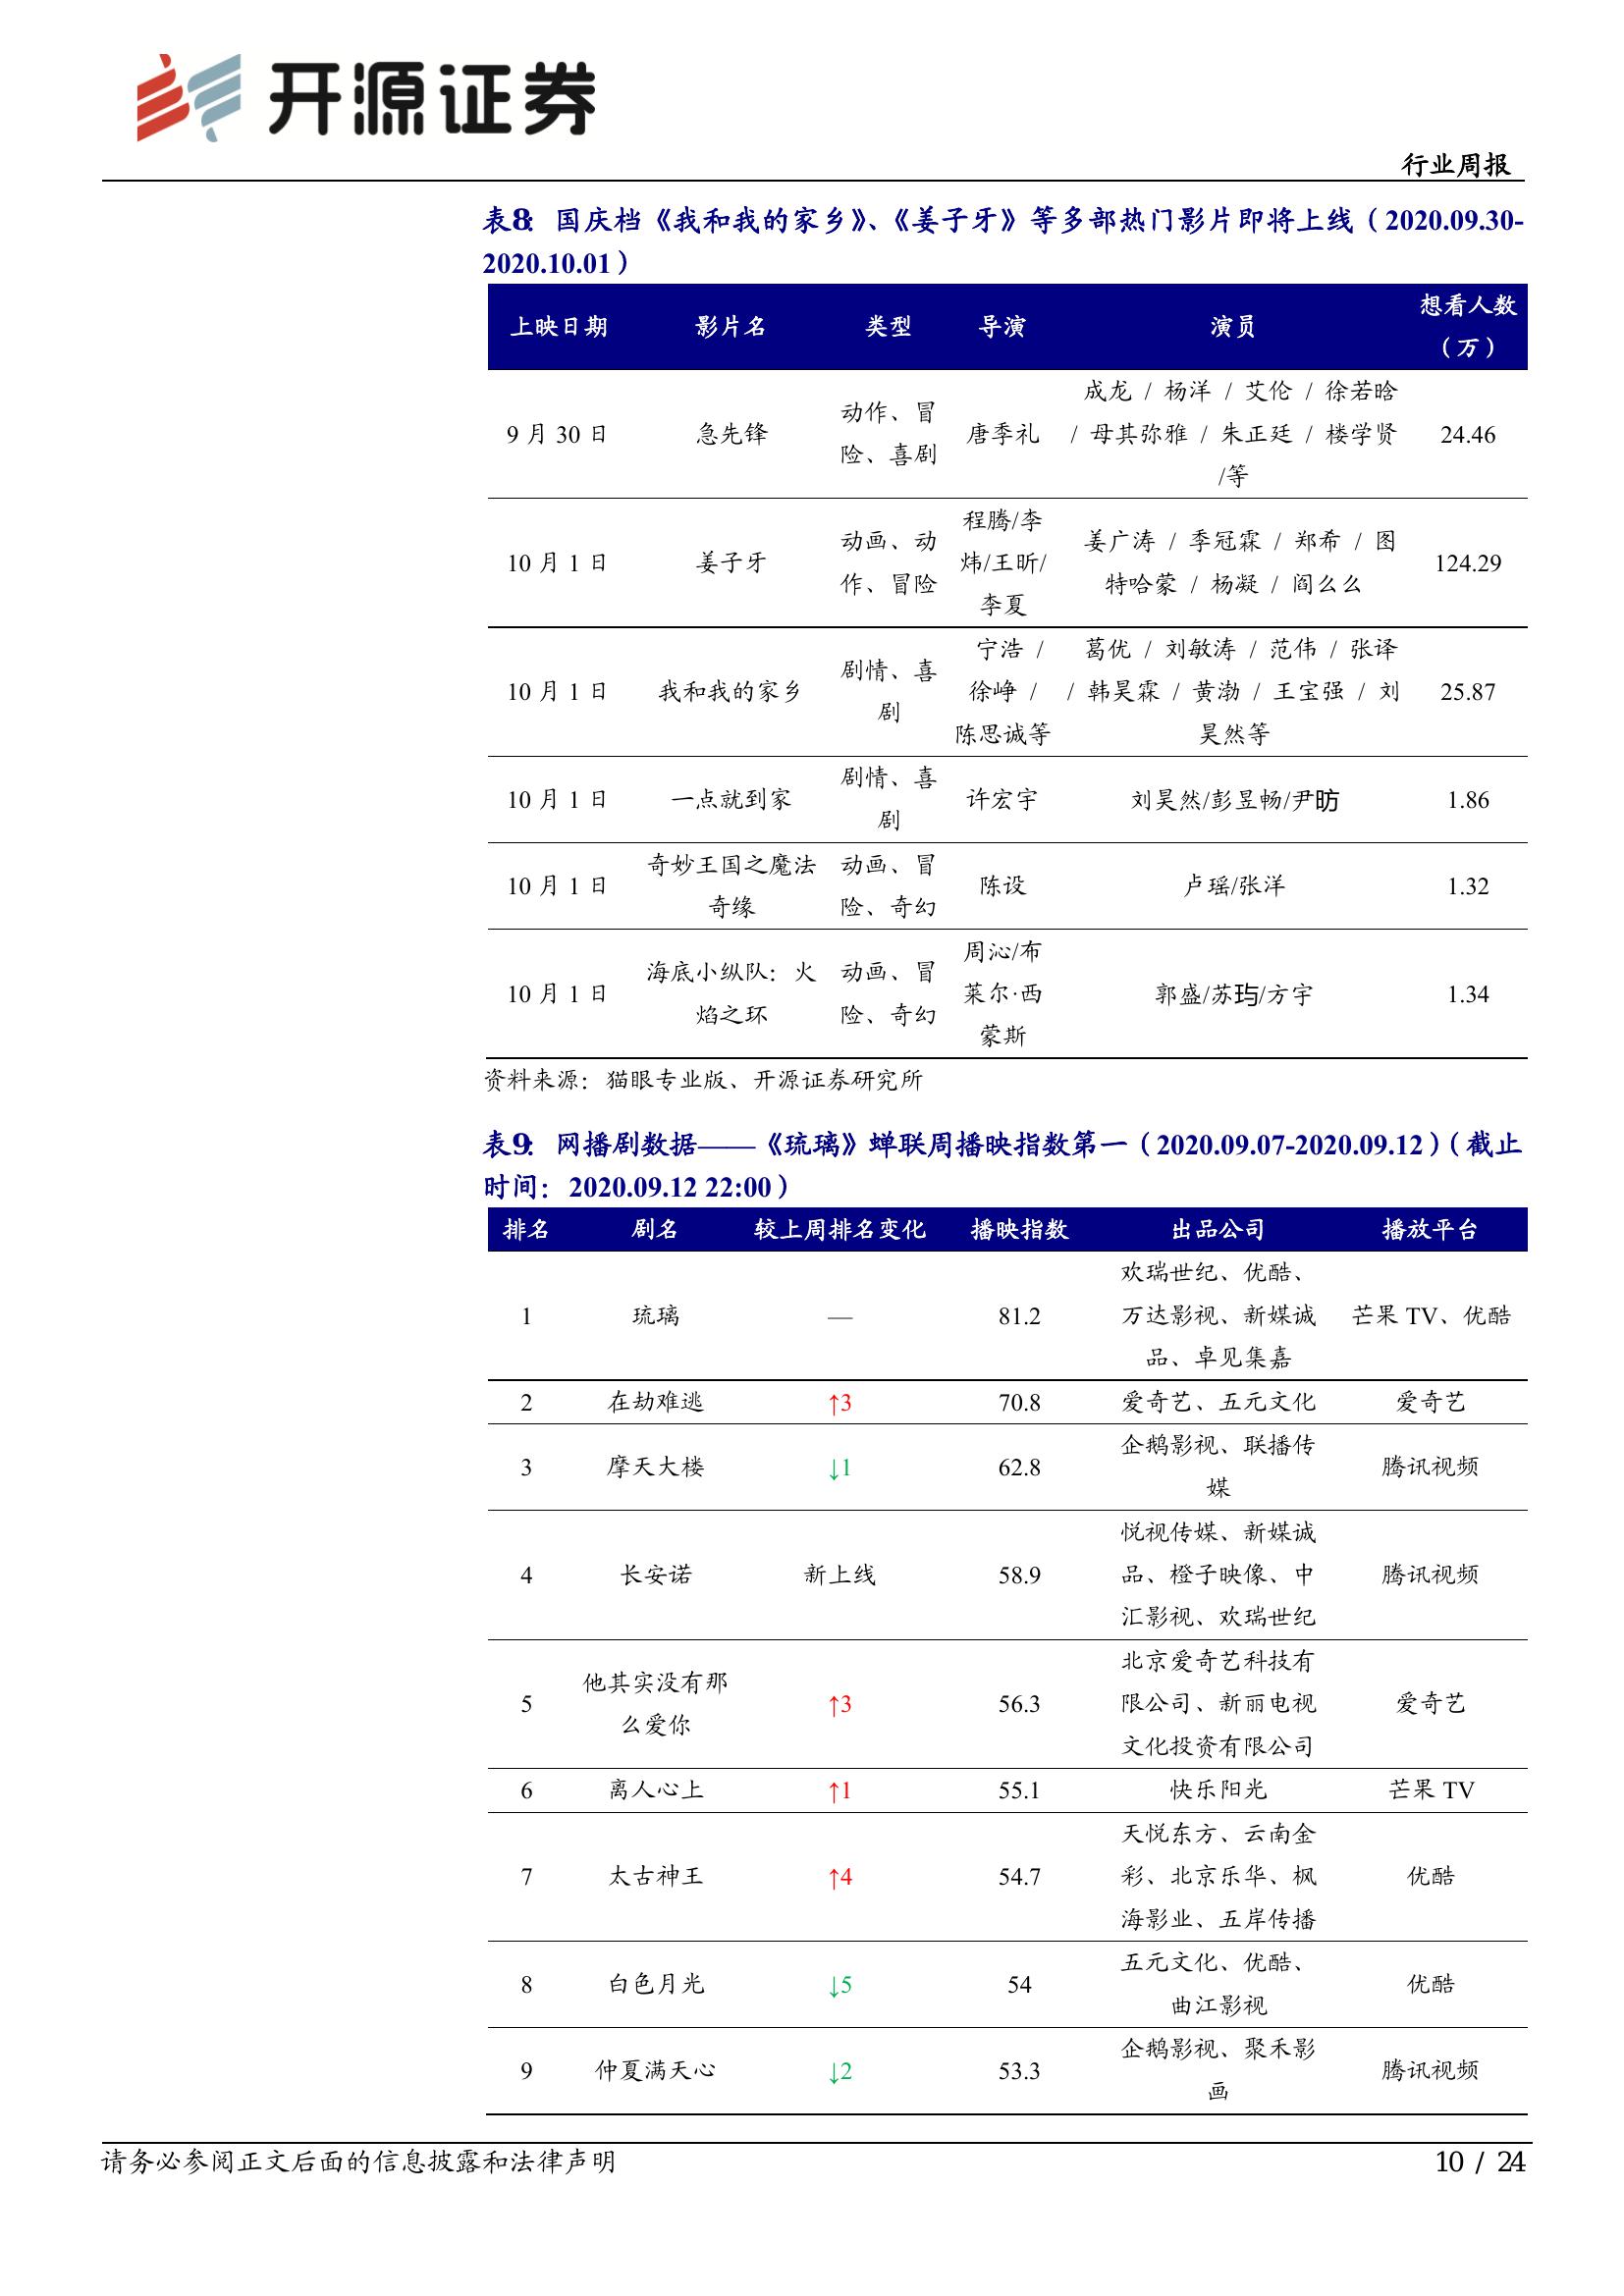 开源证券
行业周报
表8： 国庆档《我和我的家乡》、《姜子牙》等多部热门影片即将上线（2020.09.30-
2020.10.01）
上映日期 影片名 类型 导演 演员 想看人数
（万）
9 月 30 日 急先锋 动作、冒
险、喜剧 唐季礼 成龙 / 杨洋 / 艾伦 / 徐若晗
/ 母其弥雅 / 朱正廷 / 楼学贤
/等 24.46
10 月 1 日 姜子牙 动画、动
作、冒险 程腾/李
炜/王昕/
李夏 姜广涛 / 季冠霖 / 郑希 / 图
特哈蒙 / 杨凝 / 阎么么 124.29
10 月 1 日 我和我的家乡 剧情、喜
剧 宁浩 /
徐峥 /
陈思诚等 葛优 / 刘敏涛 / 范伟 / 张译
/ 韩昊霖 / 黄渤 / 王宝强 / 刘
昊然等 25.87
10 月 1 日 一点就到家 剧情、喜
剧 许宏宇 刘昊然/彭昱畅/尹昉 1.86
10 月 1 日 奇妙王国之魔法
奇缘 动画、冒
险、奇幻 陈设 卢瑶/张洋 1.32
10 月 1 日 海底小纵队：火
焰之环 动画、冒
险、奇幻 周沁/布
莱尔·西
蒙斯 郭盛/苏玙/方宇 1.34
资料来源：猫眼专业版、开源证券研究所
表9： 网播剧数据——《琉璃》蝉联周播映指数第一（2020.09.07-2020.09.12）（截止
时间：2020.09.12 22:00）
排名 剧名 较上周排名变化 播映指数 出品公司 播放平台
1 琉璃 — 81.2 欢瑞世纪、优酷、
万达影视、新媒诚
品、卓见集嘉 芒果 TV、优酷
2 在劫难逃 ↑3 70.8 爱奇艺、五元文化 爱奇艺
3 摩天大楼 ↓1 62.8 企鹅影视、联播传
媒 腾讯视频
4 长安诺 新上线 58.9 悦视传媒、新媒诚
品、橙子映像、中
汇影视、欢瑞世纪 腾讯视频
5 他其实没有那
么爱你 ↑3 56.3 北京爱奇艺科技有
限公司、新丽电视
文化投资有限公司 爱奇艺
6 离人心上 ↑1 55.1 快乐阳光 芒果 TV
7 太古神王 ↑4 54.7 天悦东方、云南金
彩、北京乐华、枫
海影业、五岸传播 优酷
8 白色月光 ↓5 54 五元文化、优酷、
曲江影视 优酷
9 仲夏满天心 ↓2 53.3 企鹅影视、聚禾影
画 腾讯视频
请务必参阅正文后面的信息披露和法律声明 10 / 24